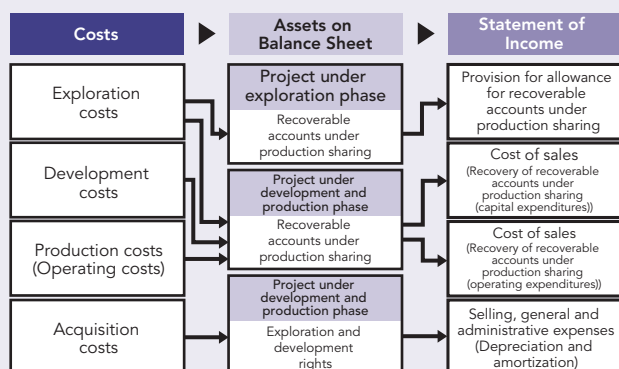 Costs
Assets on
Balance Sheet
Statement of
Income
Exploration
costs
Development
costs
Production costs
(Operating costs)
Acquisition
costs
Project under
exploration phase
Recoverable
accounts under
production sharing
Project under
development and
production phase
Recoverable
accounts under
production sharing
Project under
development and
production phase
Exploration and
development
rights
Provision for allowance
for recoverable
accounts under
production sharing
Cost of sales
(Recovery of recoverable
accounts under
production sharing
(capital expenditures))
Cost of sales
(Recovery of recoverable
accounts under
production sharing
(operating expenditures))
Selling, general and
administrative expenses
(Depreciation and
amortization)